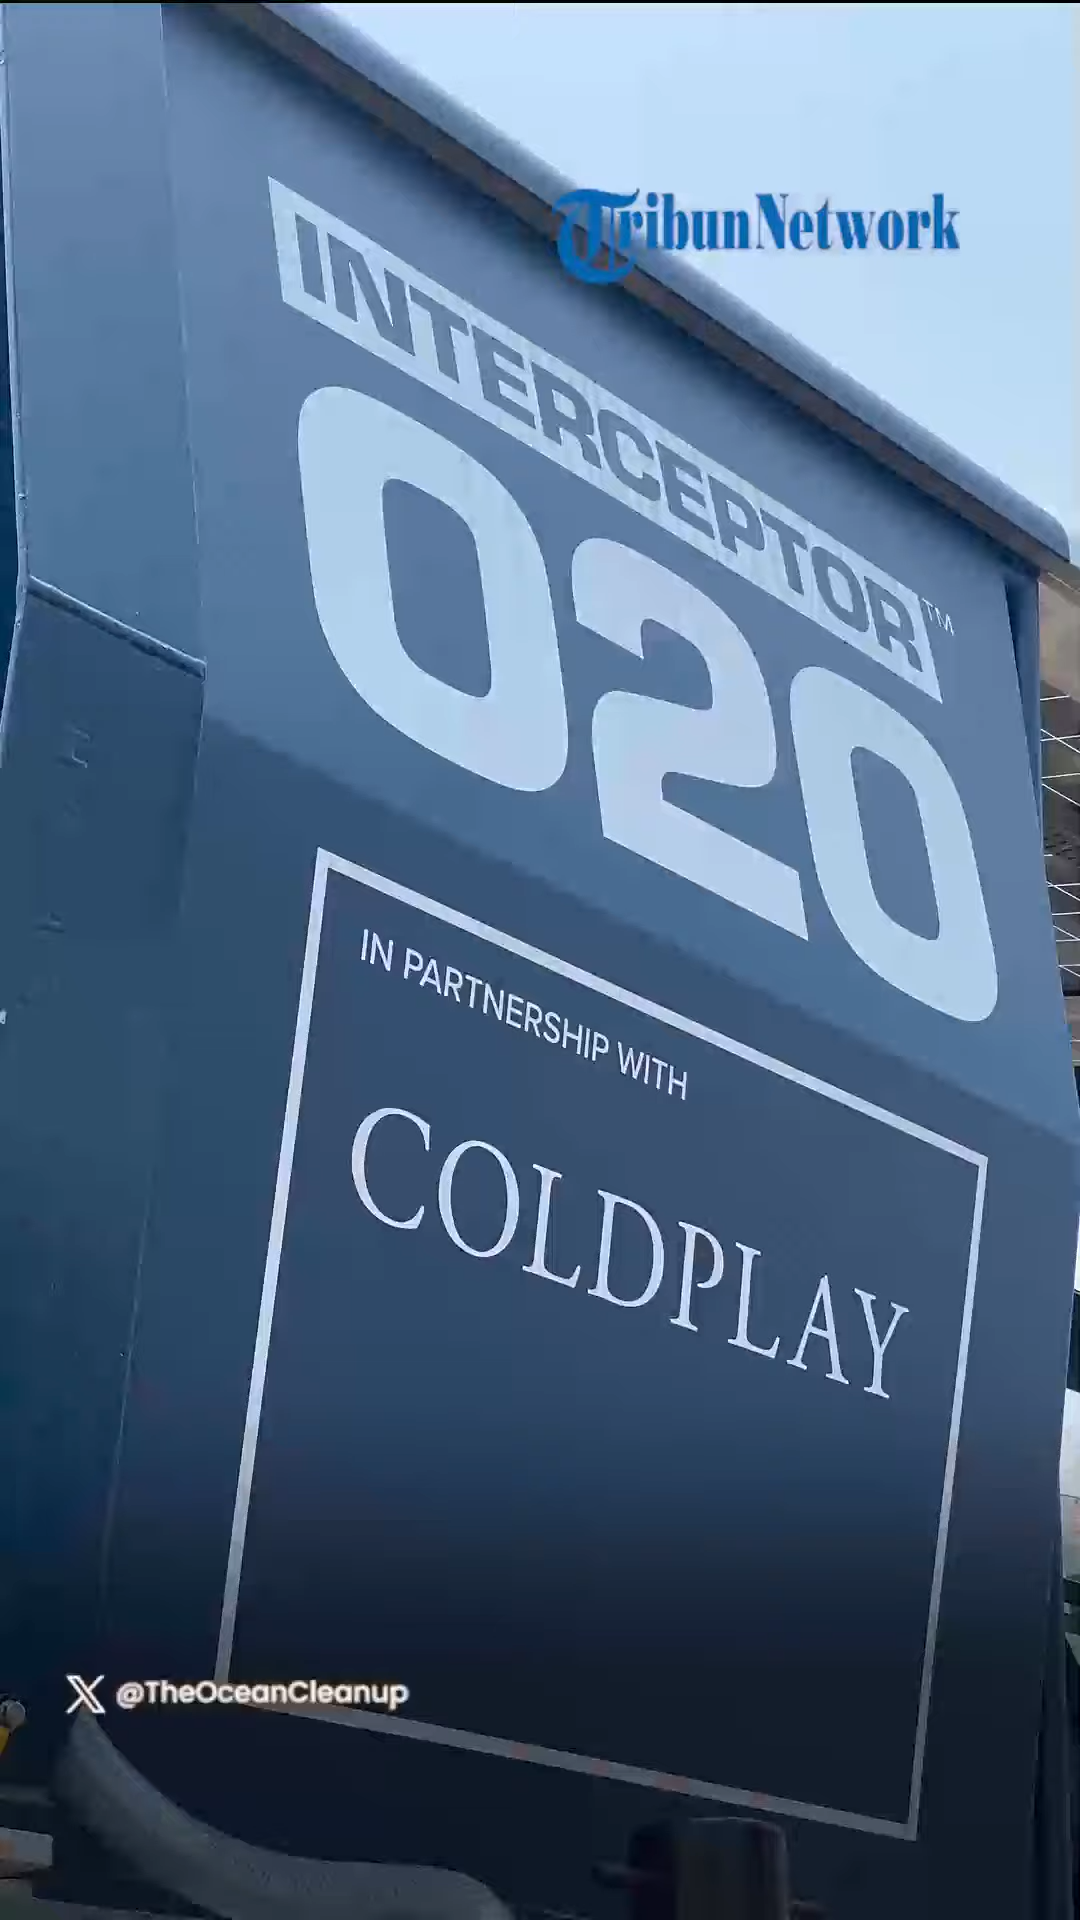 TribunNetwork
INTERCEPTOR™
020
IN PARTNERSHIP WITH
COLDPLAY
X @TheOceanCleanup